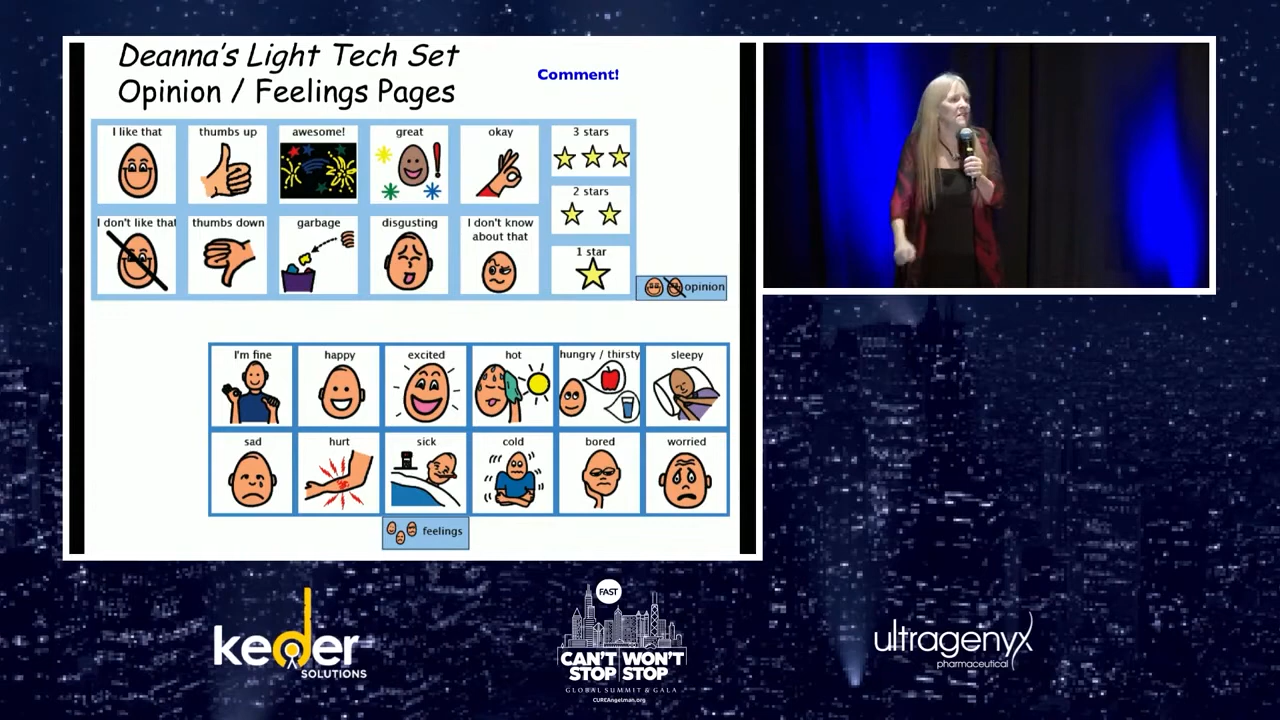 Deanna's Light Tech Set
Opinion / Feelings Pages
Comment!
I like that
thumbs up
awesome!
great
okay
3 stars
2 stars
I don't like that
thumbs down
garbage
disgusting
I don't know
about that
1 star
opinion
I'm fine
happy
excited
hot
hungry / thirsty
sleepy
sad
hurt
sick
cold
bored
worried
feelings
keder
SOLUTIONS
FAST
CAN'T WON'T
STOP STOP
GLOBAL SUMMIT & GALA
CUREAngelman.org
ultragenyx
pharmaceutical